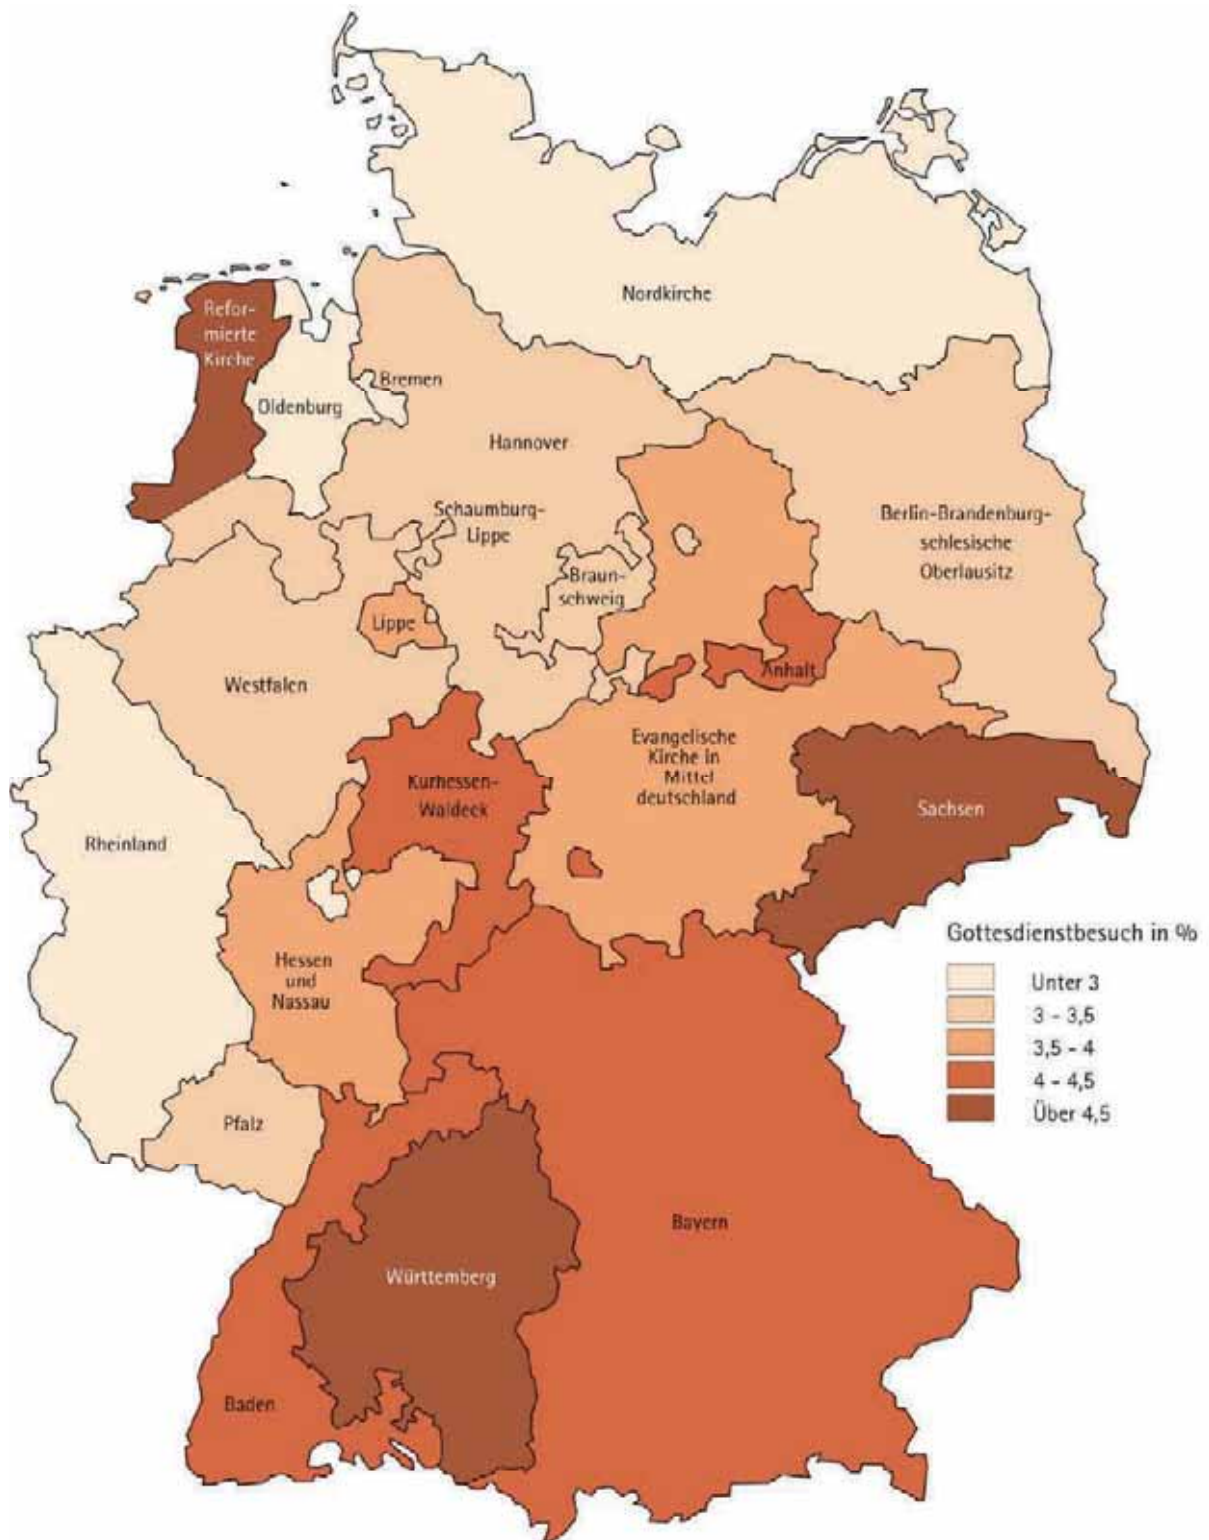 Nordkirche
Refor-
mierte
Kirche
Bremen
Oldenburg
Hannover
Schaumburg-
Lippe
Berlin-Brandenburg-
schlesische
Oberlausitz
Braun-
schweig
Lippe
Westfalen
Anhalt
Evangelische
Kirche in
Mittel
deutschland
Kurhessen-
Waldeck
Sachsen
Rheinland
Hessen
und
Nassau
Gottesdienstbesuch in %
Unter 3
3 - 3,5
3,5 - 4
4 - 4,5
Über 4,5
Pfalz
Bayern
Württemberg
Baden